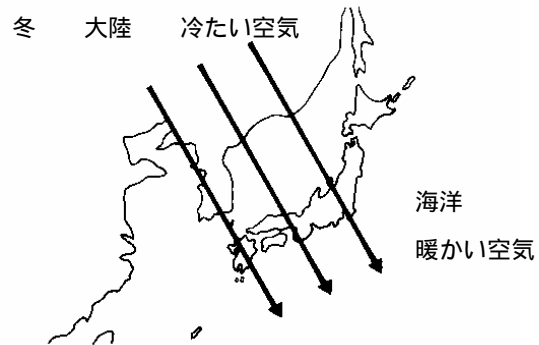 冬　大陸　冷たい空気
海洋
暖かい空気